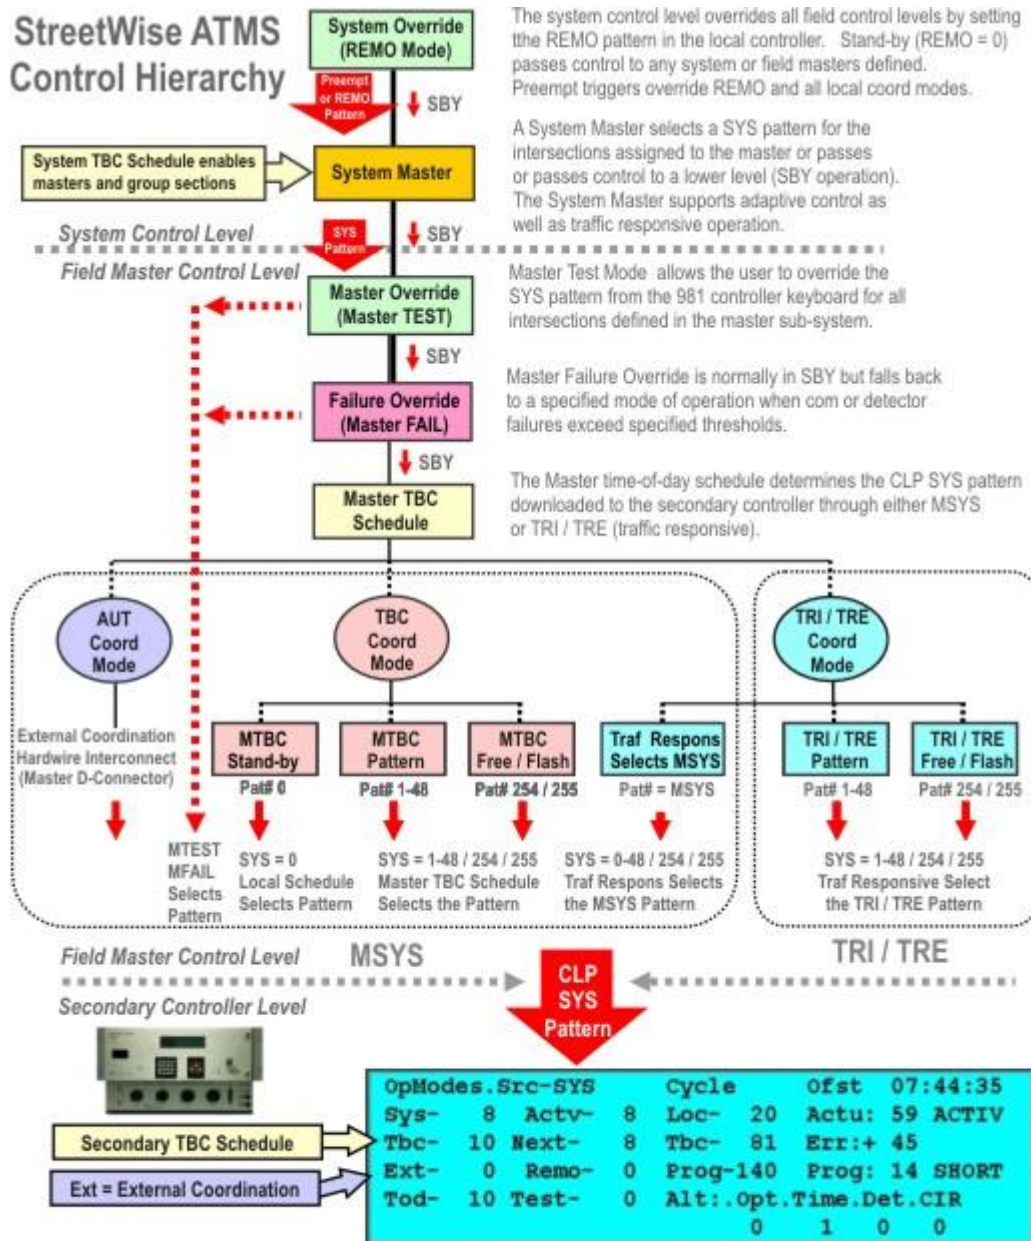 StreetWise ATMS
Control Hierarchy
System Override
(REMO Mode)
The system control level overrides all field control levels by setting
tthe REMO pattern in the local controller. Stand-by (REMO = 0)
passes control to any system or field masters defined.
Preempt triggers override REMO and all local coord modes.
Preempt
or REMO
Pattern
SBY
System TBC Schedule enables
masters and group sections
System Master
A System Master selects a SYS pattern for the
intersections assigned to the master or passes
or passes control to a lower level (SBY operation).
The System Master supports adaptive control as
well as traffic responsive operation.
System Control Level
SYS
Pattern
SBY
Field Master Control Level
Master Override
(Master TEST)
Master Test Mode allows the user to override the
SYS pattern from the 981 controller keyboard for all
intersections defined in the master sub-system.
SBY
Failure Override
(Master FAIL)
Master Failure Override is normally in SBY but falls back
to a specified mode of operation when com or detector
failures exceed specified thresholds.
SBY
Master TBC
Schedule
The Master time-of-day schedule determines the CLP SYS pattern
downloaded to the secondary controller through either MSYS
or TRI / TRE (traffic responsive).
AUT
Coord
Mode
TBC
Coord
Mode
TRI / TRE
Coord
Mode
External Coordination
Hardwire Interconnect
(Master D-Connector)
MTBC
Stand-by
Pat# 0
MTBC
Pattern
Pat# 1-48
MTBC
Free / Flash
Pat# 254 / 255
Traf Respons
Selects MSYS
Pat# = MSYS
TRI / TRE
Pattern
Pat# 1-48
TRI / TRE
Free / Flash
Pat# 254 / 255
MTEST
MFAIL
Selects
Pattern
SYS = 0
Local Schedule
Selects Pattern
SYS = 1-48 / 254 / 255
Master TBC Schedule
Selects the Pattern
SYS = 0-48 / 254 / 255
Traf Respons Selects
the MSYS Pattern
SYS = 1-48 / 254 / 255
Traf Responsive Select
the TRI / TRE Pattern
Field Master Control Level
MSYS
TRI / TRE
CLP
SYS
Pattern
Secondary Controller Level
Secondary TBC Schedule
Ext = External Coordination
OpModes.Src-SYS Cycle Ofst 07:44:35
Sys- 8 Actv- 8 Loc- 20 Actu: 59 ACTIV
Tbc- 10 Next- 8 Tbc- 81 Err:+ 45
Ext- 0 Remo- 0 Prog-140 Prog: 14 SHORT
Tod- 10 Test- 0 Alt:.Opt.Time.Det.CIR
0 1 0 0